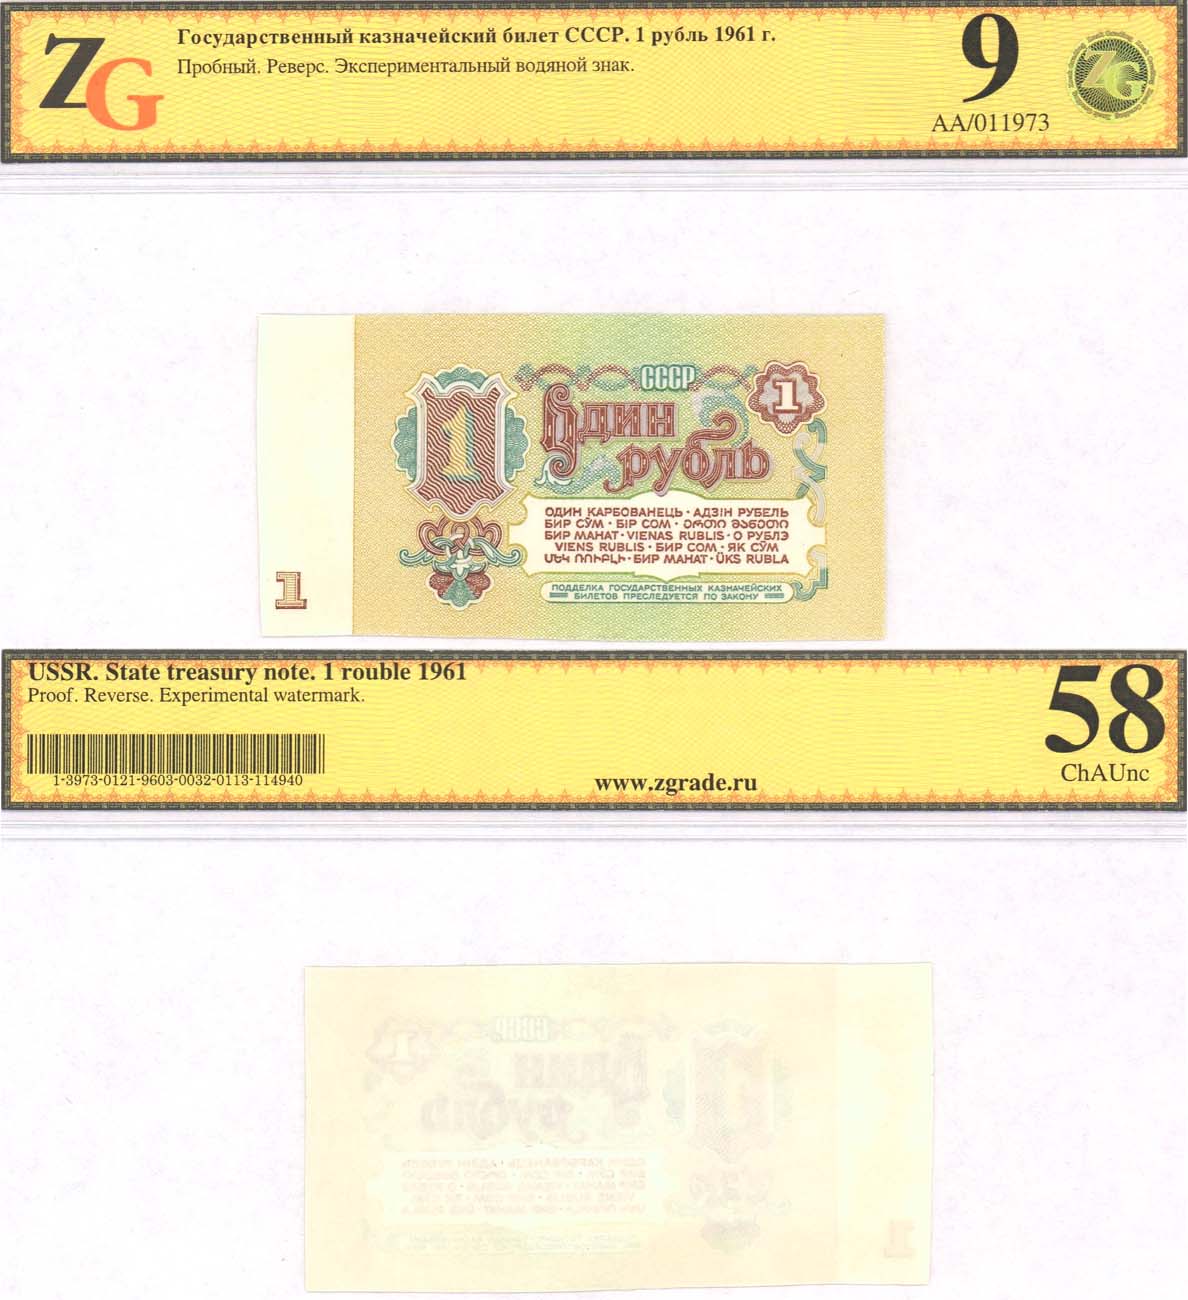 ZG
Государственный казначейский билет СССР. 1 рубль 1961 г.
Пробный. Реверс. Экспериментальный водяной знак.
9
AA/011973
ZG
СССР
1
1
Один
рубль
ОДИН КАРБОВАНЕЦЬ · АДЗІН РУБЕЛЬ
БИР СЎМ · БІР СОМ · ᲔᲠᲗᲘ ᲛᲐᲜᲔᲗᲘ
БИР МАНАТ · VIENAS RUBLIS · О РУБЛЭ
VIENS RUBLIS · БИР СОМ · ЯК СӮМ
ՄԵԿ ՌՈՒԲԼԻ · БИР МАНАТ · ÜKS RUBLA
ПОДДЕЛКА ГОСУДАРСТВЕННЫХ КАЗНАЧЕЙСКИХ
БИЛЕТОВ ПРЕСЛЕДУЕТСЯ ПО ЗАКОНУ
1
USSR. State treasury note. 1 rouble 1961
Proof. Reverse. Experimental watermark.
58
ChAUnc
1-3973-0121-9603-0032-0113-114940
www.zgrade.ru